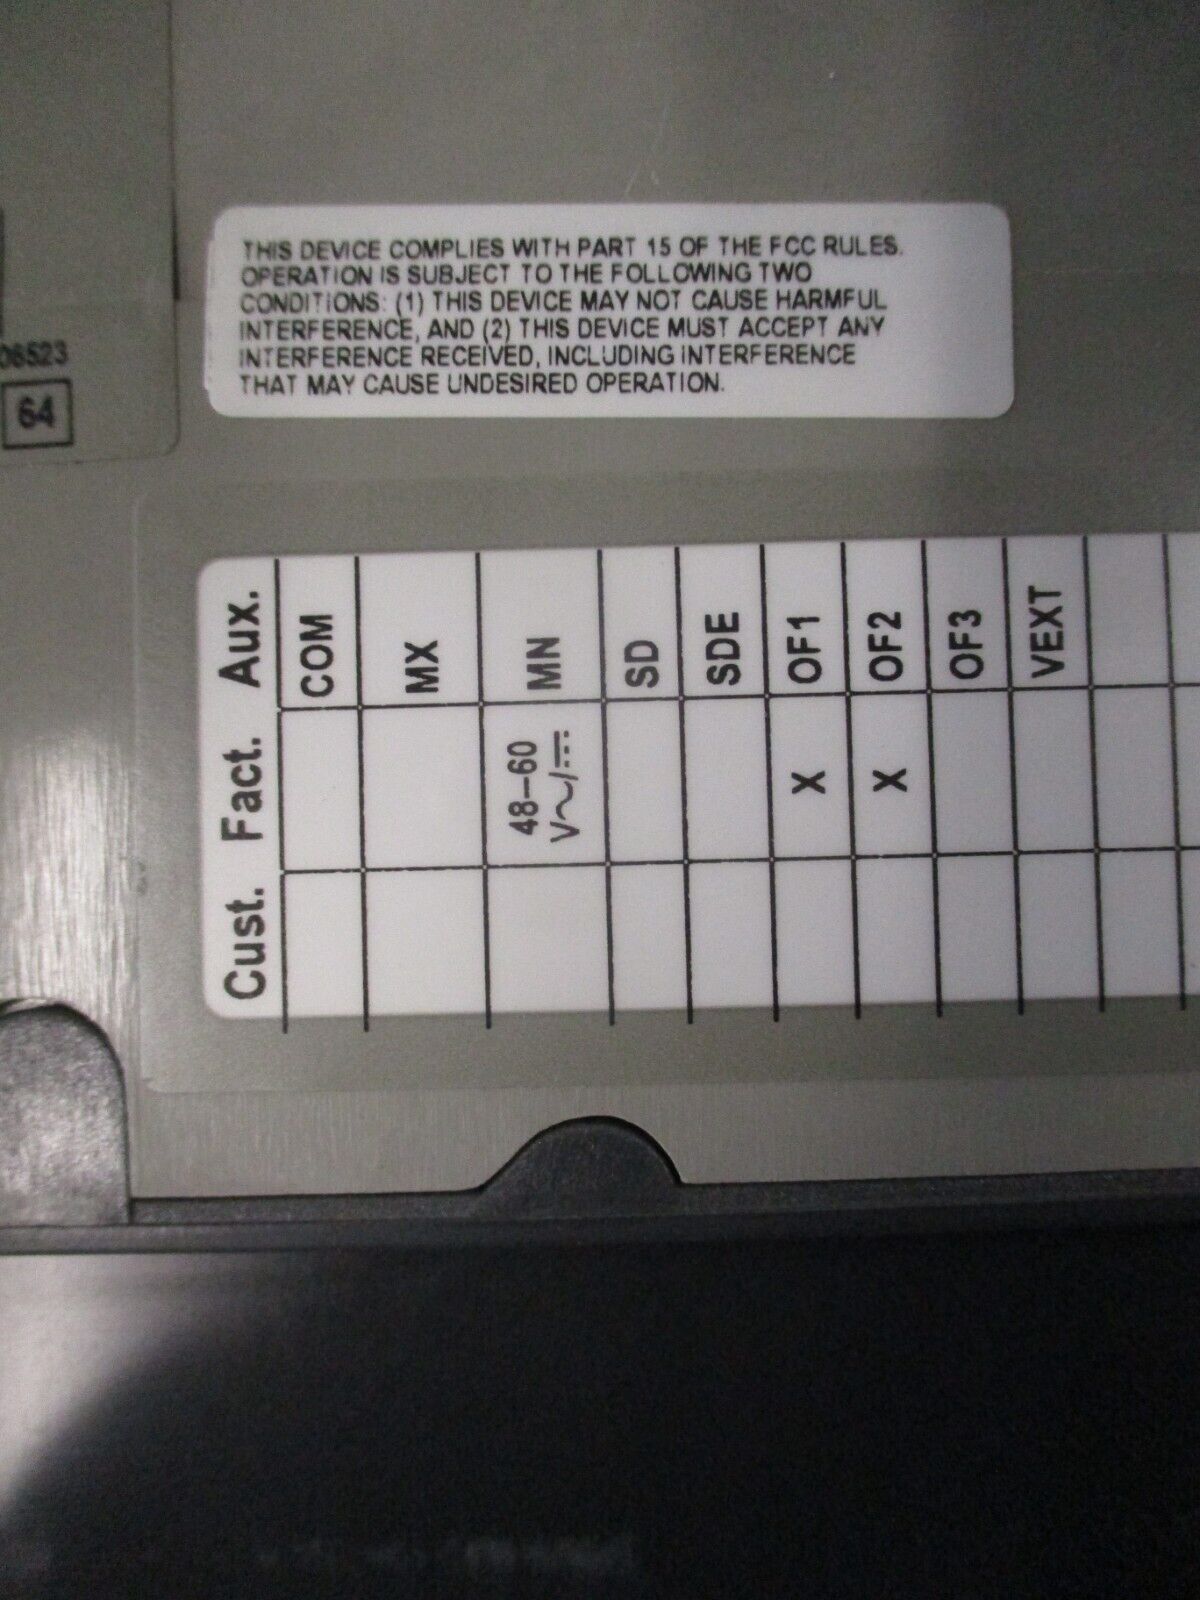 THIS DEVICE COMPLIES WITH PART 15 OF THE FCC RULES.
OPERATION IS SUBJECT TO THE FOLLOWING TWO
CONDITIONS: (1) THIS DEVICE MAY NOT CAUSE HARMFUL
INTERFERENCE, AND (2) THIS DEVICE MUST ACCEPT ANY
INTERFERENCE RECEIVED, INCLUDING INTERFERENCE
THAT MAY CAUSE UNDESIRED OPERATION.
06523
64
Cust. Fact. Aux.
COM
MX
48–60 V~/⎓ MN
SD
SDE
X OF1
X OF2
OF3
VEXT